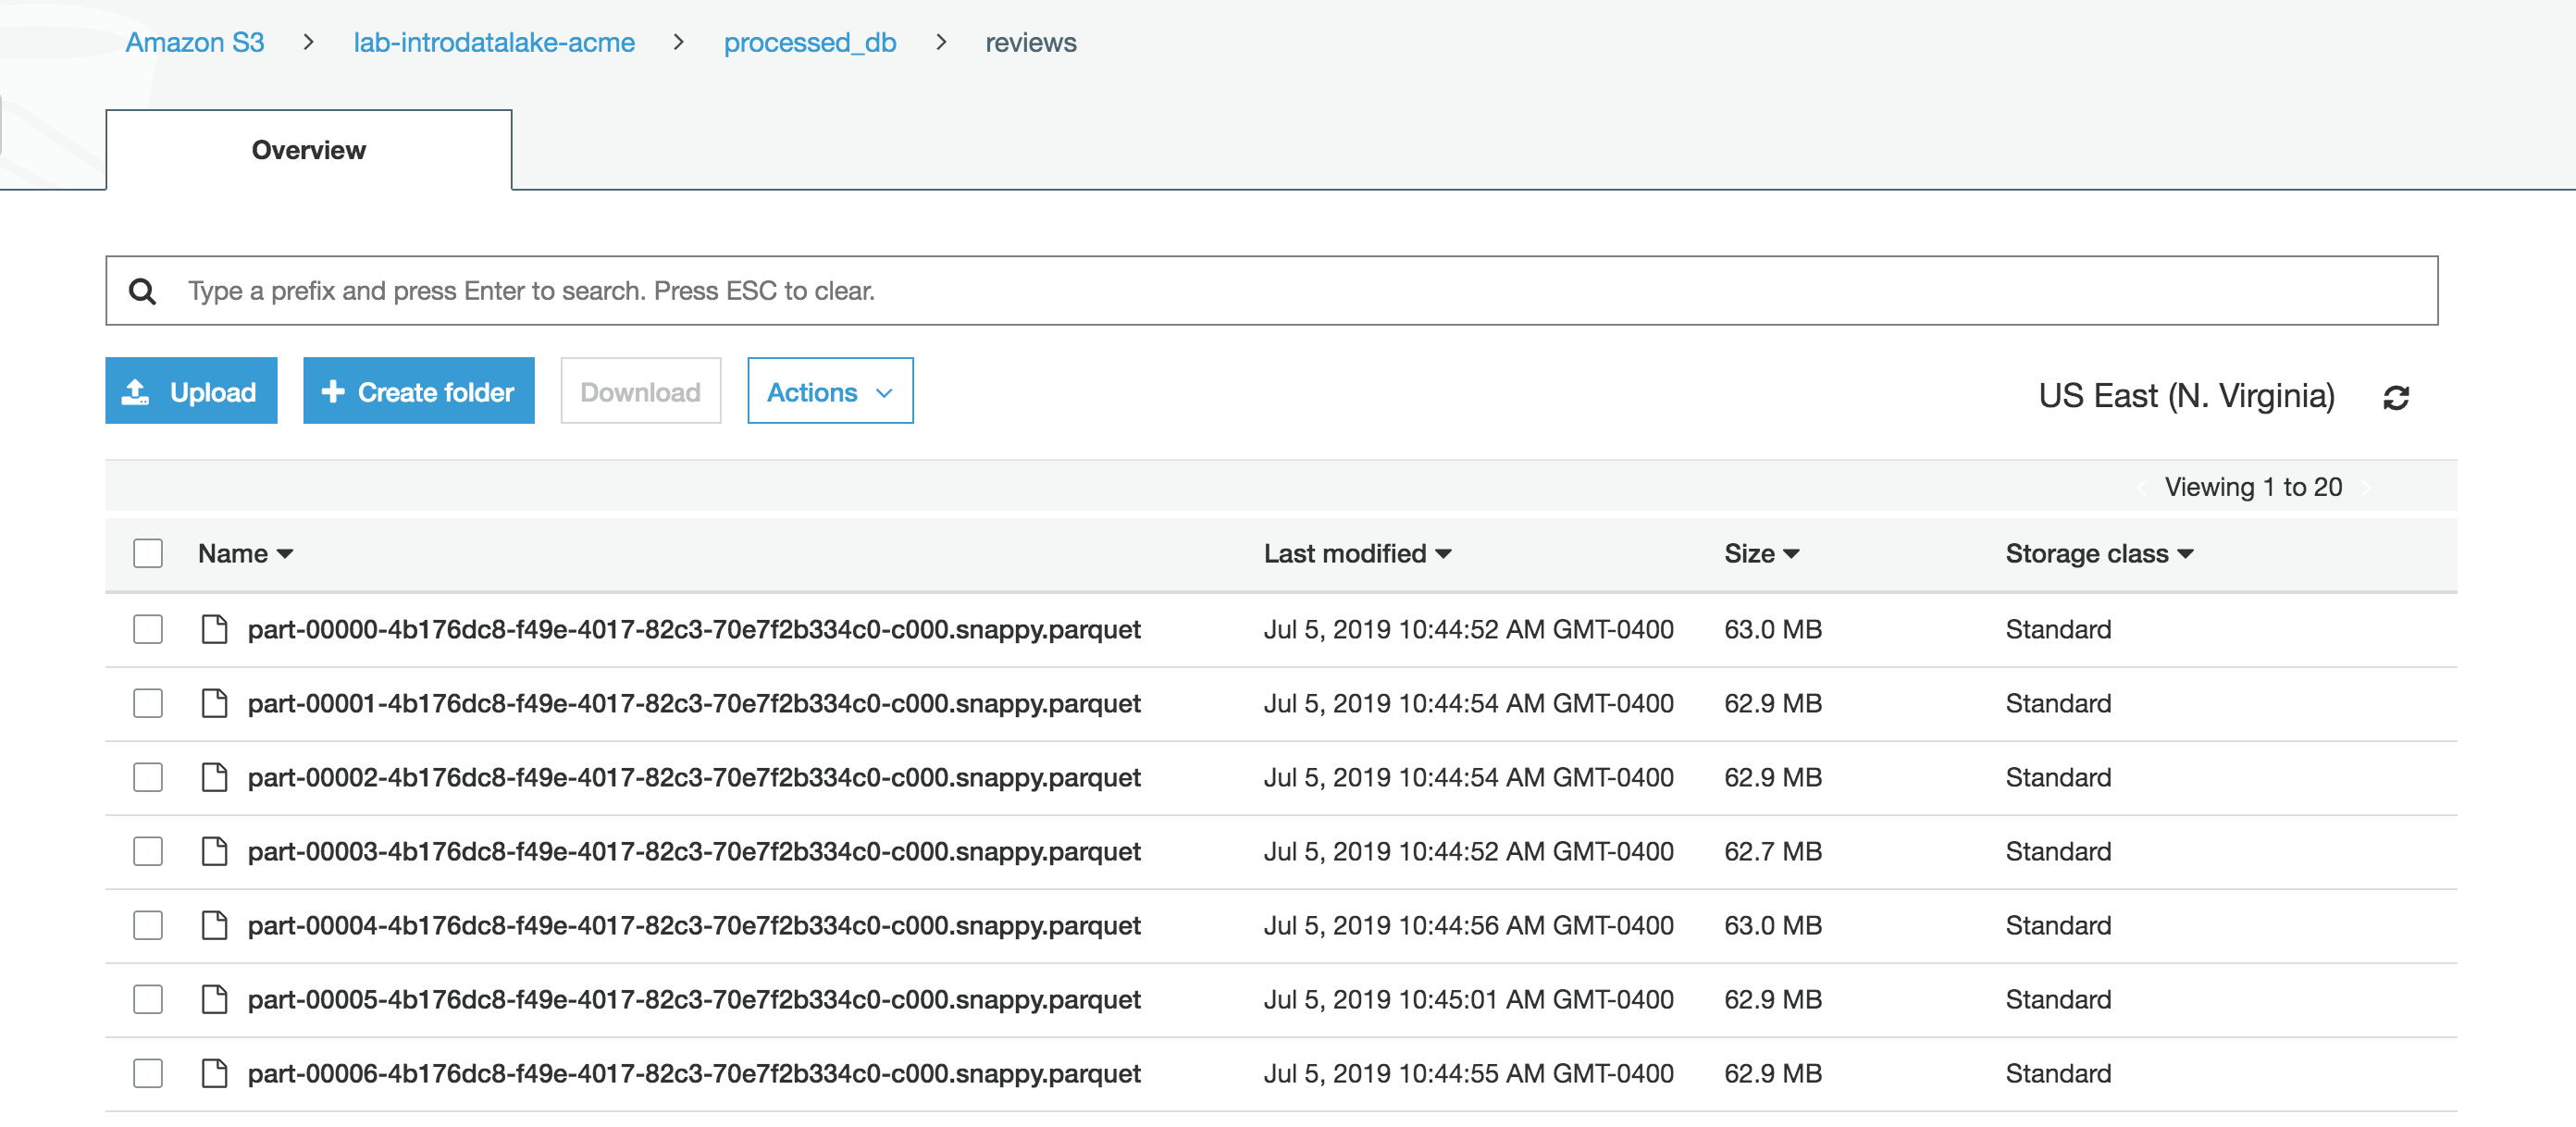 Amazon S3 > lab-introdatalake-acme > processed_db > reviews
Overview
Type a prefix and press Enter to search. Press ESC to clear.
Upload Create folder Download Actions US East (N. Virginia)
Viewing 1 to 20
Name Last modified Size Storage class
part-00000-4b176dc8-f49e-4017-82c3-70e7f2b334c0-c000.snappy.parquet Jul 5, 2019 10:44:52 AM GMT-0400 63.0 MB Standard
part-00001-4b176dc8-f49e-4017-82c3-70e7f2b334c0-c000.snappy.parquet Jul 5, 2019 10:44:54 AM GMT-0400 62.9 MB Standard
part-00002-4b176dc8-f49e-4017-82c3-70e7f2b334c0-c000.snappy.parquet Jul 5, 2019 10:44:54 AM GMT-0400 62.9 MB Standard
part-00003-4b176dc8-f49e-4017-82c3-70e7f2b334c0-c000.snappy.parquet Jul 5, 2019 10:44:52 AM GMT-0400 62.7 MB Standard
part-00004-4b176dc8-f49e-4017-82c3-70e7f2b334c0-c000.snappy.parquet Jul 5, 2019 10:44:56 AM GMT-0400 63.0 MB Standard
part-00005-4b176dc8-f49e-4017-82c3-70e7f2b334c0-c000.snappy.parquet Jul 5, 2019 10:45:01 AM GMT-0400 62.9 MB Standard
part-00006-4b176dc8-f49e-4017-82c3-70e7f2b334c0-c000.snappy.parquet Jul 5, 2019 10:44:55 AM GMT-0400 62.9 MB Standard